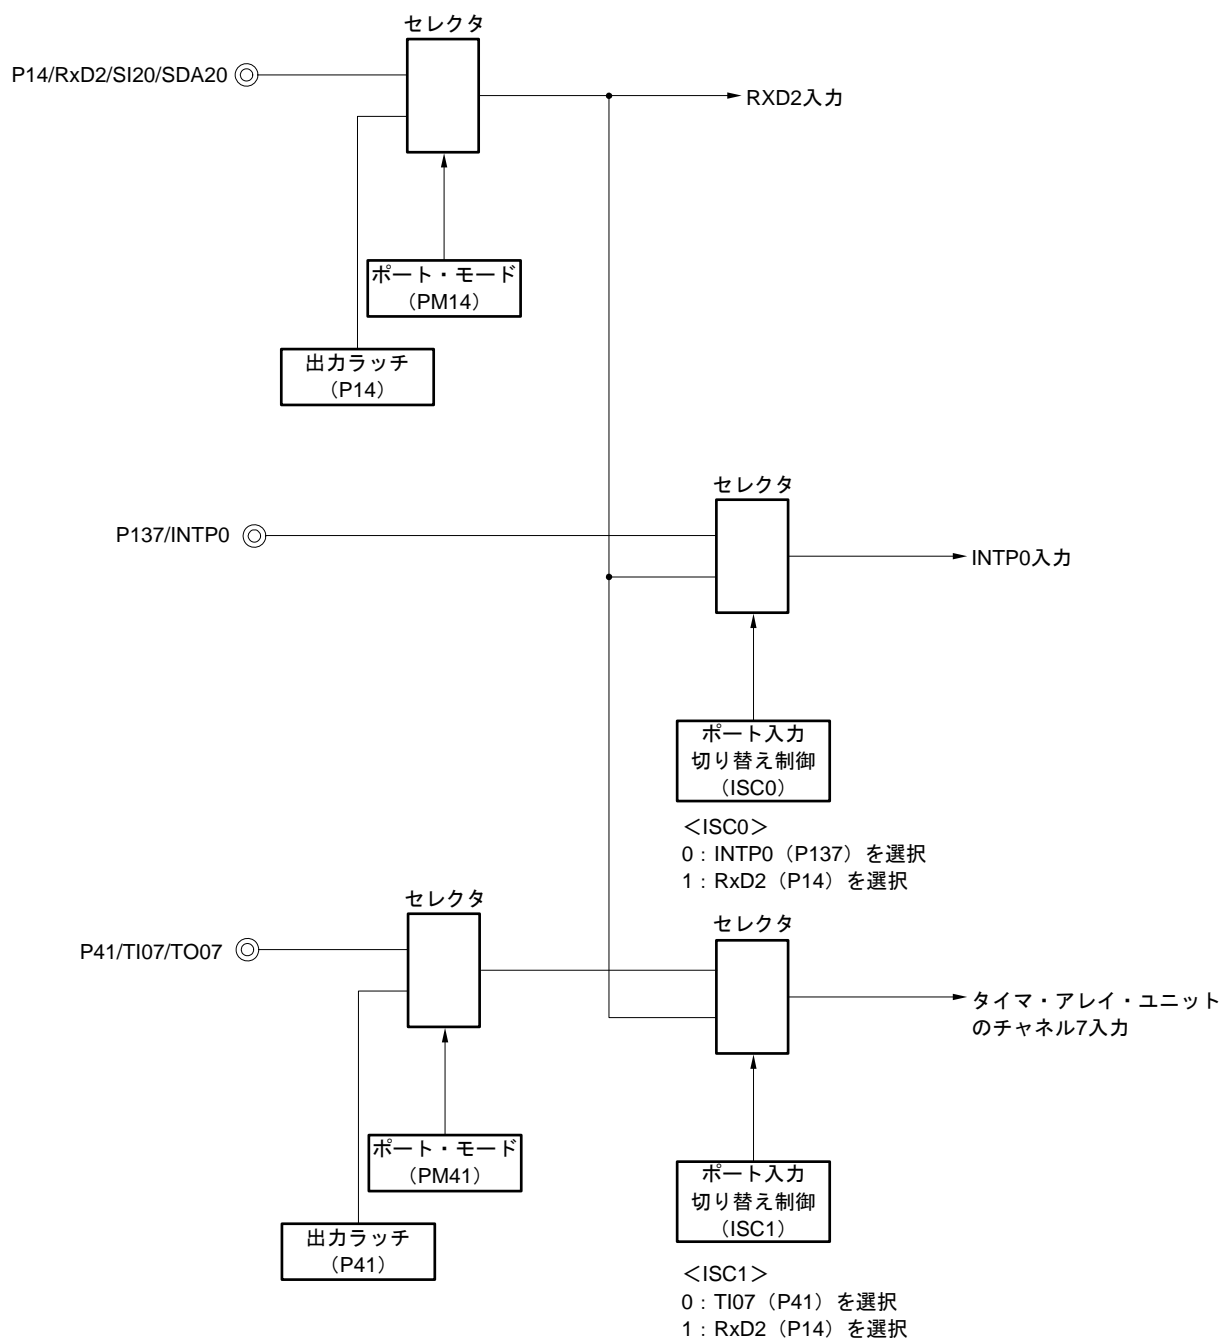 セレクタ
P14/RxD2/SI20/SDA20
RXD2入力
ポート・モード
（PM14）
出力ラッチ
（P14）
セレクタ
P137/INTP0
INTP0入力
ポート入力
切り替え制御
（ISC0）
＜ISC0＞
0：INTP0（P137）を選択
1：RxD2（P14）を選択
セレクタ
セレクタ
P41/TI07/TO07
タイマ・アレイ・ユニット
のチャネル7入力
ポート・モード
（PM41）
ポート入力
切り替え制御
（ISC1）
出力ラッチ
（P41）
＜ISC1＞
0：TI07（P41）を選択
1：RxD2（P14）を選択